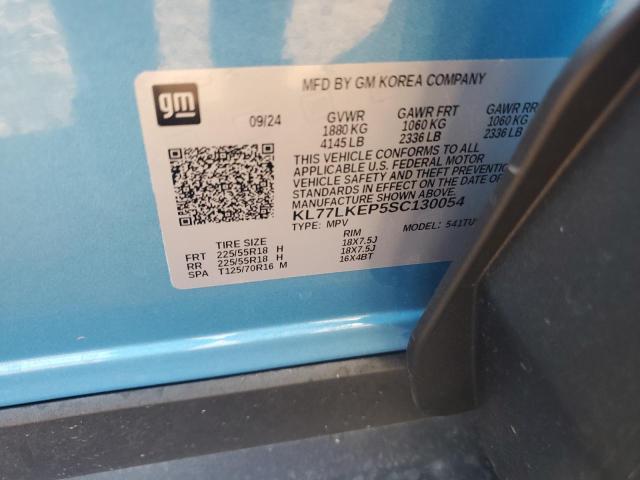 gm
MFD BY GM KOREA COMPANY
09/24 GVWR GAWR FRT GAWR RR
1880 KG 1060 KG 1060 KG
4145 LB 2336 LB 2336 LB
THIS VEHICLE CONFORMS TO ALL
APPLICABLE U.S. FEDERAL MOTOR
VEHICLE SAFETY AND THEFT PREVENTION
STANDARDS IN EFFECT ON THE DATE OF
MANUFACTURE SHOWN ABOVE.
KL77LKEP5SC130054
TYPE: MPV MODEL: 541TU
TIRE SIZE RIM
FRT 225/55R18 H 18X7.5J
RR 225/55R18 H 18X7.5J
SPA T125/70R16 M 16X4BT